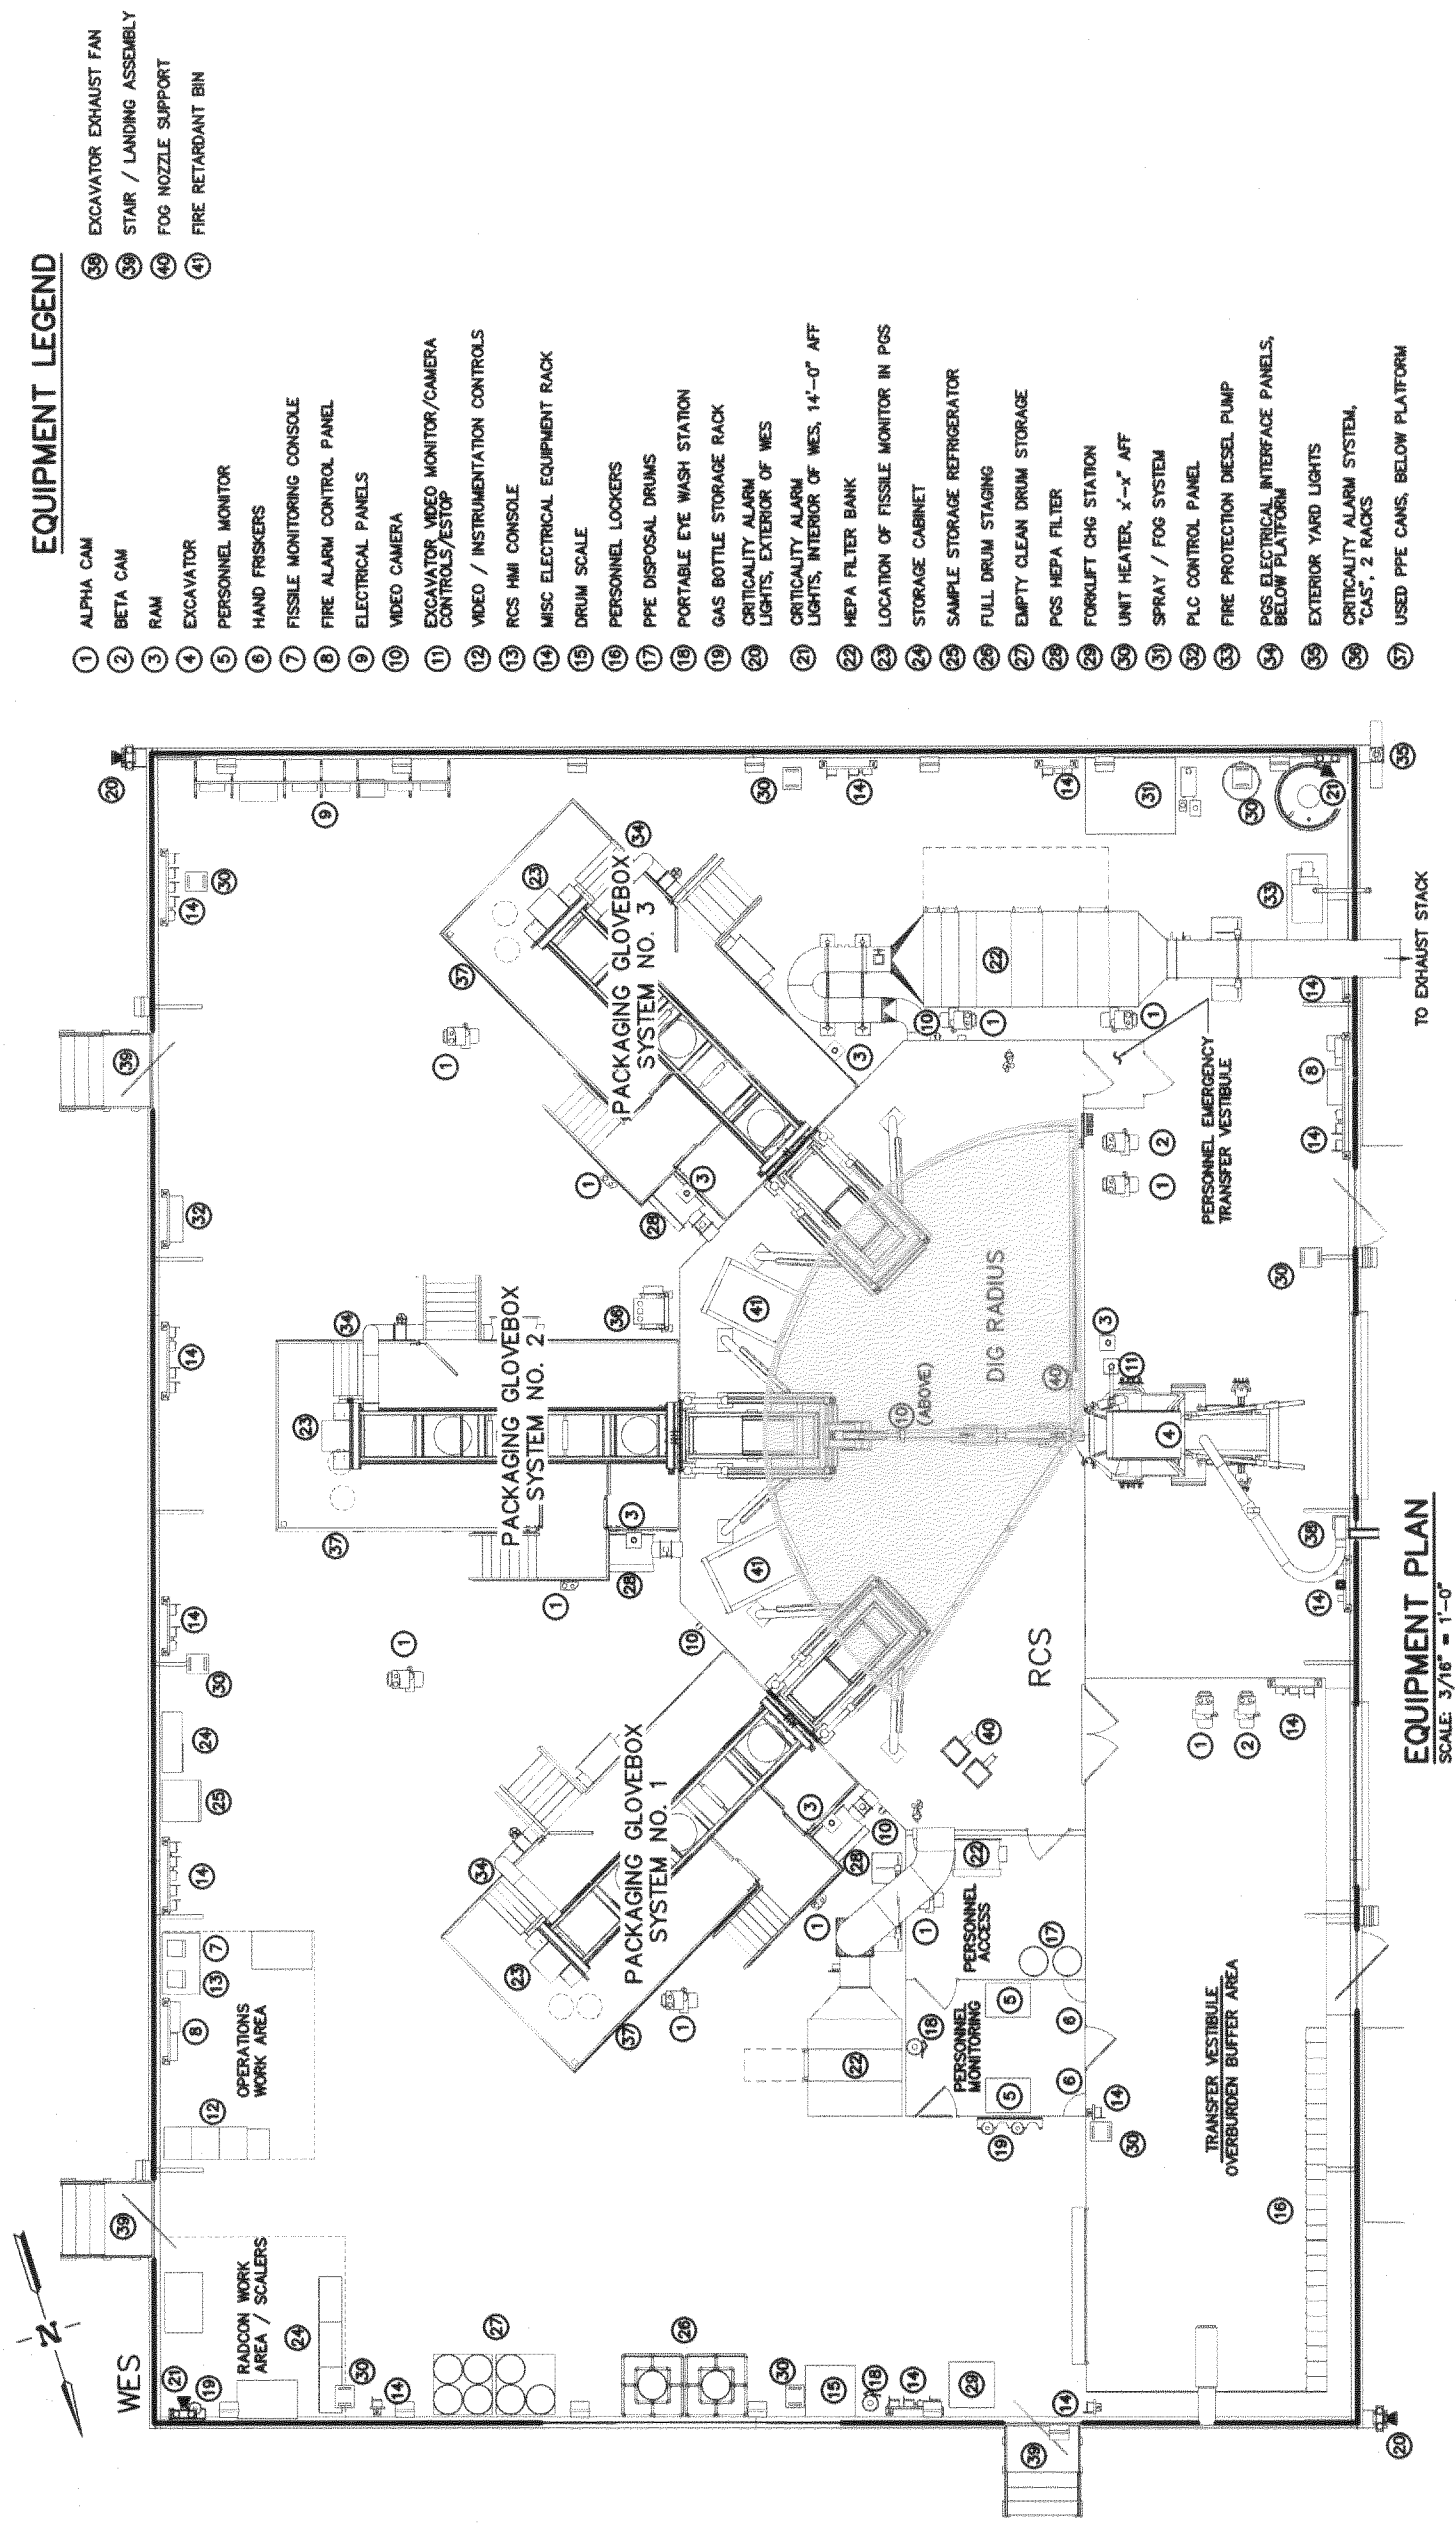 EQUIPMENT LEGEND
1 ALPHA CAM
2 BETA CAM
3 RAM
4 EXCAVATOR
5 PERSONNEL MONITOR
6 HAND FRISKERS
7 FISSILE MONITORING CONSOLE
8 FIRE ALARM CONTROL PANEL
9 ELECTRICAL PANELS
10 VIDEO CAMERA
11 EXCAVATOR VIDEO MONITOR/CAMERA
CONTROLS/ESTOP
12 VIDEO / INSTRUMENTATION CONTROLS
13 RCS HMI CONSOLE
14 MISC ELECTRICAL EQUIPMENT RACK
15 DRUM SCALE
16 PERSONNEL LOCKERS
17 PPE DISPOSAL DRUMS
18 PORTABLE EYE WASH STATION
19 GAS BOTTLE STORAGE RACK
20 CRITICALITY ALARM
LIGHTS, EXTERIOR OF WES
21 CRITICALITY ALARM
LIGHTS, INTERIOR OF WES, 14'-0" AFF
22 HEPA FILTER BANK
23 LOCATION OF FISSILE MONITOR IN PGS
24 STORAGE CABINET
25 SAMPLE STORAGE REFRIGERATOR
26 FULL DRUM STAGING
27 EMPTY CLEAN DRUM STORAGE
28 PGS HEPA FILTER
29 FORKLIFT CHG STATION
30 UNIT HEATER, x'-x" AFF
31 SPRAY / FOG SYSTEM
32 PLC CONTROL PANEL
33 FIRE PROTECTION DIESEL PUMP
34 PGS ELECTRICAL INTERFACE PANELS,
BELOW PLATFORM
35 EXTERIOR YARD LIGHTS
36 CRITICALITY ALARM SYSTEM,
"CAS", 2 RACKS
37 USED PPE CANS, BELOW PLATFORM
38 EXCAVATOR EXHAUST FAN
39 STAIR / LANDING ASSEMBLY
40 FOG NOZZLE SUPPORT
41 FIRE RETARDANT BIN
N
WES
RADCON WORK
AREA / SCALERS
OPERATIONS
WORK AREA
PACKAGING GLOVEBOX
SYSTEM NO. 1
PACKAGING GLOVEBOX
SYSTEM NO. 2
PACKAGING GLOVEBOX
SYSTEM NO. 3
PERSONNEL
MONITORING
PERSONNEL
ACCESS
RCS
DIG RADIUS
(ABOVE)
PERSONNEL EMERGENCY
TRANSFER VESTIBULE
TRANSFER VESTIBULE
OVERBURDEN BUFFER AREA
TO EXHAUST STACK
EQUIPMENT PLAN
SCALE: 3/16" = 1'-0"